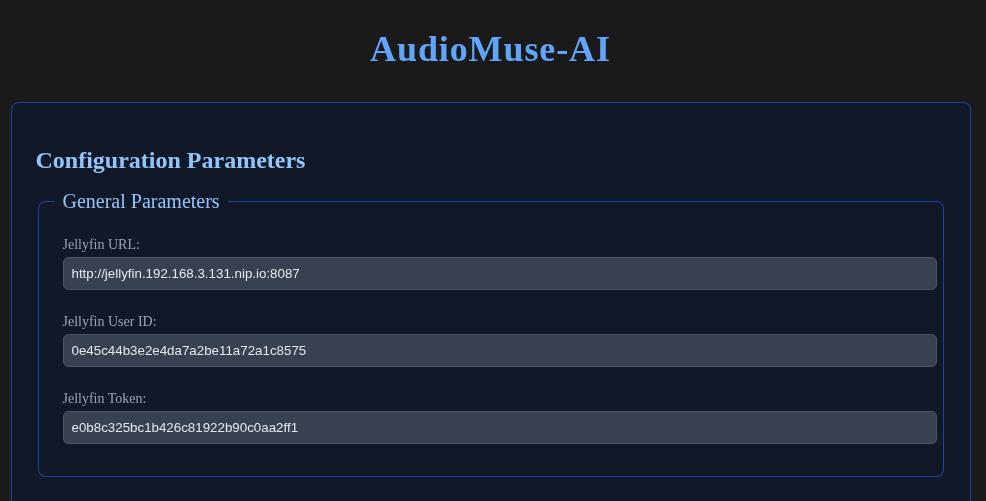 AudioMuse-AI
Configuration Parameters
General Parameters
Jellyfin URL:
http://jellyfin.192.168.3.131.nip.io:8087
Jellyfin User ID:
0e45c44b3e2e4da7a2be11a72a1c8575
Jellyfin Token:
e0b8c325bc1b426c81922b90c0aa2ff1